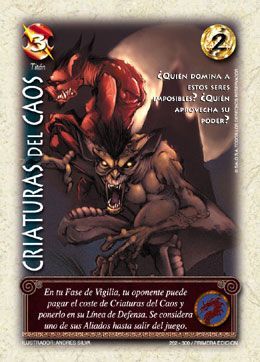 3
2
Titán
¿QUIÉN DOMINA A
ESTOS SERES
IMPOSIBLES? ¿QUIÉN
APROVECHA SU
PODER?
CRIATURAS DEL CAOS
En tu Fase de Vigilia, tu oponente puede
pagar el coste de Criaturas del Caos y
ponerlo en su Línea de Defensa. Se considera
uno de sus Aliados hasta salir del juego.
ILUSTRADOR: ANDRES SILVA
/ PRIMERA EDICION